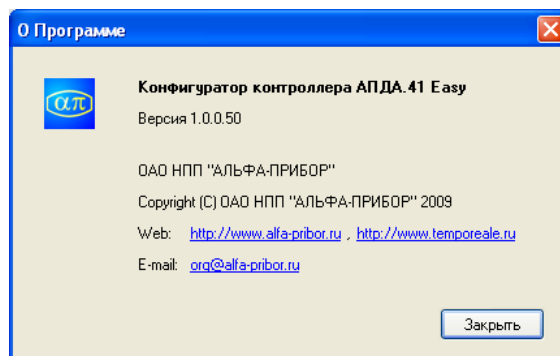 О Программе
απ
Конфигуратор контроллера АПДА.41 Easy
Версия 1.0.0.50
ОАО НПП "АЛЬФА-ПРИБОР"
Copyright (C) ОАО НПП "АЛЬФА-ПРИБОР" 2009
Web: http://www.alfa-pribor.ru , http://www.temporeale.ru
E-mail: org@alfa-pribor.ru
Закрыть